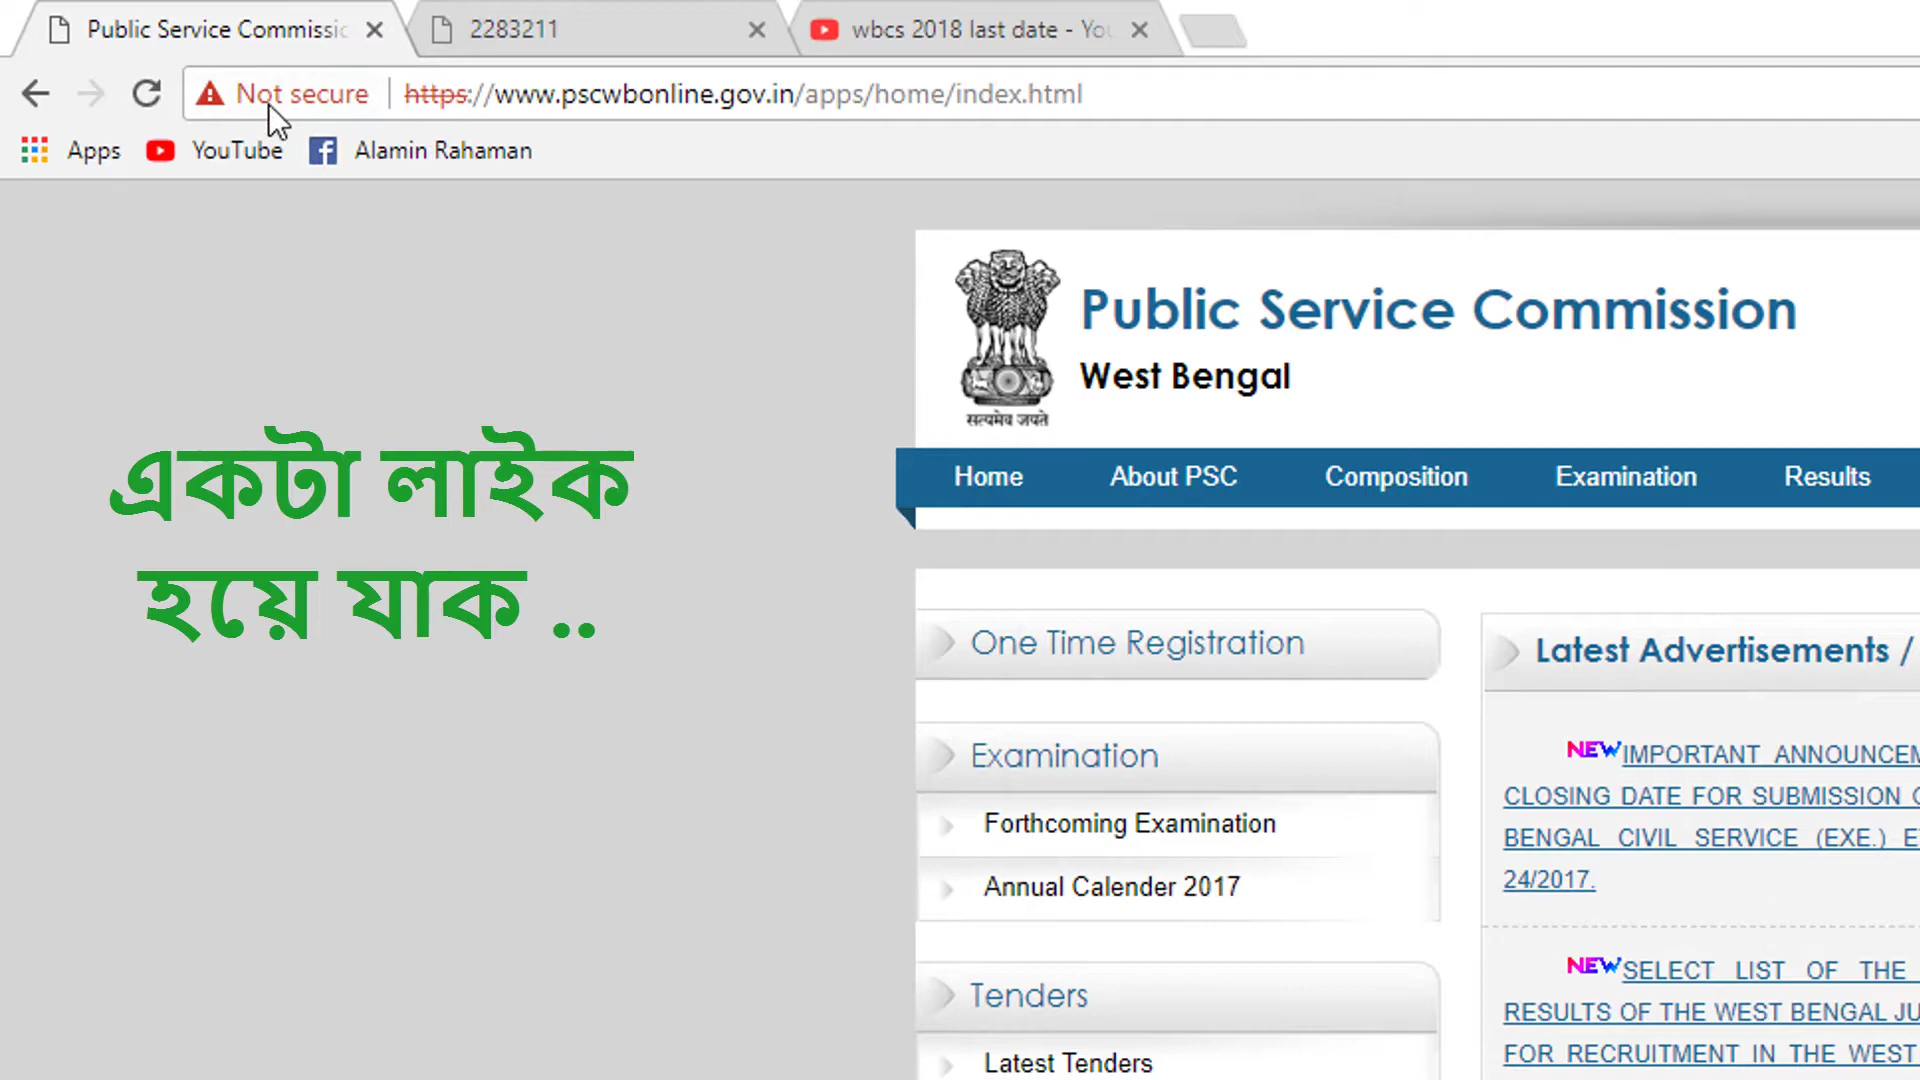 Public Service Commissic
2283211
wbcs 2018 last date - You
Not secure
https://www.pscwbonline.gov.in/apps/home/index.html
Apps
YouTube
Alamin Rahaman
Public Service Commission
West Bengal
सत्यमेव जयते
Home
About PSC
Composition
Examination
Results
একটা লাইক
হয়ে যাক ..
One Time Registration
Examination
Forthcoming Examination
Annual Calender 2017
Tenders
Latest Tenders
Latest Advertisements /
NEW IMPORTANT ANNOUNCEM
CLOSING DATE FOR SUBMISSION
BENGAL CIVIL SERVICE (EXE.) E
24/2017.
NEW SELECT LIST OF THE
RESULTS OF THE WEST BENGAL JU
FOR RECRUITMENT IN THE WEST